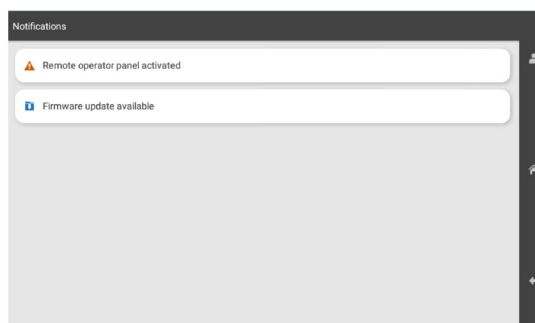 Notifications
Remote operator panel activated
Firmware update available